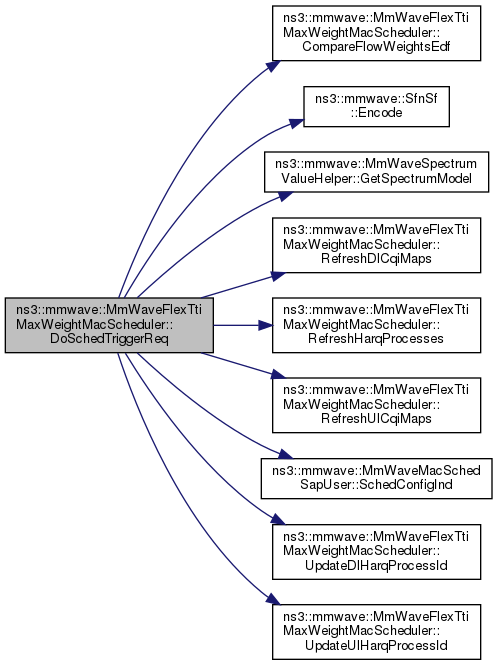 ns3::mmwave::MmWaveFlexTti
MaxWeightMacScheduler::
CompareFlowWeightsEdf
ns3::mmwave::SfnSf
::Encode
ns3::mmwave::MmWaveSpectrum
ValueHelper::GetSpectrumModel
ns3::mmwave::MmWaveFlexTti
MaxWeightMacScheduler::
RefreshDlCqiMaps
ns3::mmwave::MmWaveFlexTti
MaxWeightMacScheduler::
DoSchedTriggerReq
ns3::mmwave::MmWaveFlexTti
MaxWeightMacScheduler::
RefreshHarqProcesses
ns3::mmwave::MmWaveFlexTti
MaxWeightMacScheduler::
RefreshUlCqiMaps
ns3::mmwave::MmWaveMacSched
SapUser::SchedConfigInd
ns3::mmwave::MmWaveFlexTti
MaxWeightMacScheduler::
UpdateDlHarqProcessId
ns3::mmwave::MmWaveFlexTti
MaxWeightMacScheduler::
UpdateUlHarqProcessId